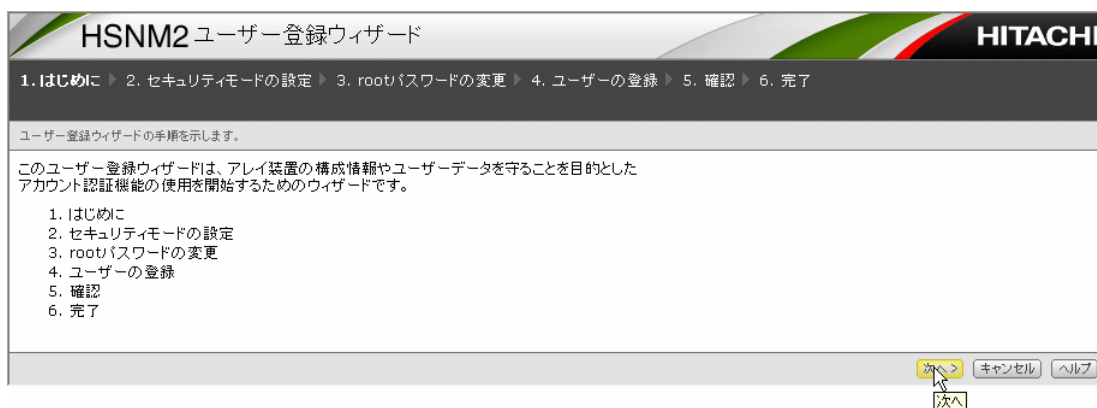 HSNM2 ユーザー登録ウィザード
HITACHI
1. はじめに 2. セキュリティモードの設定 3. rootパスワードの変更 4. ユーザーの登録 5. 確認 6. 完了
ユーザー登録ウィザードの手順を示します。
このユーザー登録ウィザードは、アレイ装置の構成情報やユーザーデータを守ることを目的とした
アカウント認証機能の使用を開始するためのウィザードです。
1. はじめに
2. セキュリティモードの設定
3. rootパスワードの変更
4. ユーザーの登録
5. 確認
6. 完了
次へ > キャンセル ヘルプ
次へ